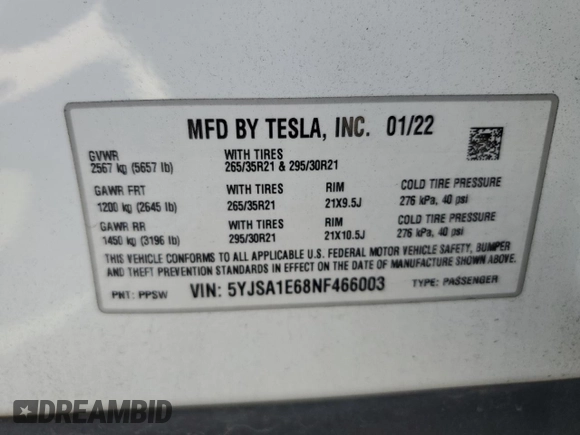 MFD BY TESLA, INC. 01/22
GVWR
2567 kg (5657 lb)
WITH TIRES
265/35R21 & 295/30R21
GAWR FRT
1200 kg (2645 lb)
WITH TIRES
265/35R21
RIM
21X9.5J
COLD TIRE PRESSURE
276 kPa, 40 psi
GAWR RR
1450 kg (3196 lb)
WITH TIRES
295/30R21
RIM
21X10.5J
COLD TIRE PRESSURE
276 kPa, 40 psi
THIS VEHICLE CONFORMS TO ALL APPLICABLE U.S. FEDERAL MOTOR VEHICLE SAFETY, BUMPER
AND THEFT PREVENTION STANDARDS IN EFFECT ON THE DATE OF MANUFACTURE SHOWN ABOVE.
PNT: PPSW
VIN: 5YJSA1E68NF466003
TYPE: PASSENGER
DREAMBID